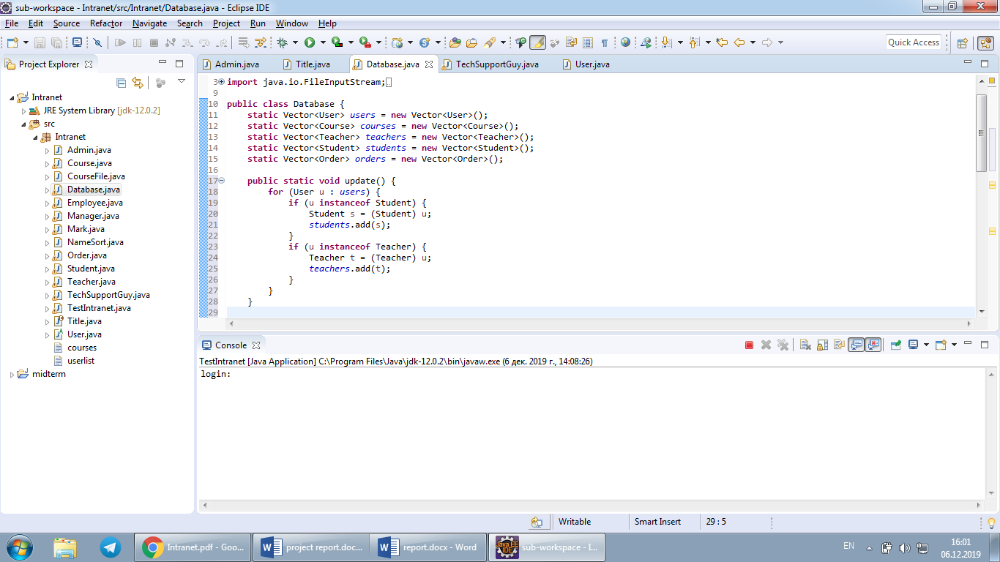 sub-workspace - Intranet/src/Intranet/Database.java - Eclipse IDE
File Edit Source Refactor Navigate Search Project Run Window Help
Quick Access
Project Explorer
Intranet
JRE System Library [jdk-12.0.2]
src
Intranet
Admin.java
Course.java
CourseFile.java
Database.java
Employee.java
Manager.java
Mark.java
NameSort.java
Order.java
Student.java
Teacher.java
TechSupportGuy.java
TestIntranet.java
Title.java
User.java
courses
userlist
midterm
Admin.java Title.java Database.java TechSupportGuy.java User.java
3 import java.io.FileInputStream;
9
10 public class Database {
11 static Vector<User> users = new Vector<User>();
12 static Vector<Course> courses = new Vector<Course>();
13 static Vector<Teacher> teachers = new Vector<Teacher>();
14 static Vector<Student> students = new Vector<Student>();
15 static Vector<Order> orders = new Vector<Order>();
16
17 public static void update() {
18 for (User u : users) {
19 if (u instanceof Student) {
20 Student s = (Student) u;
21 students.add(s);
22 }
23 if (u instanceof Teacher) {
24 Teacher t = (Teacher) u;
25 teachers.add(t);
26 }
27 }
28 }
29
Console
TestIntranet [Java Application] C:\Program Files\Java\jdk-12.0.2\bin\javaw.exe (6 дек. 2019 г., 14:08:26)
login:
Writable Smart Insert 29 : 5
Intranet.pdf - Goo...
project report.doc...
report.docx - Word
Java EE IDE
sub-workspace - I...
EN
16:01
06.12.2019